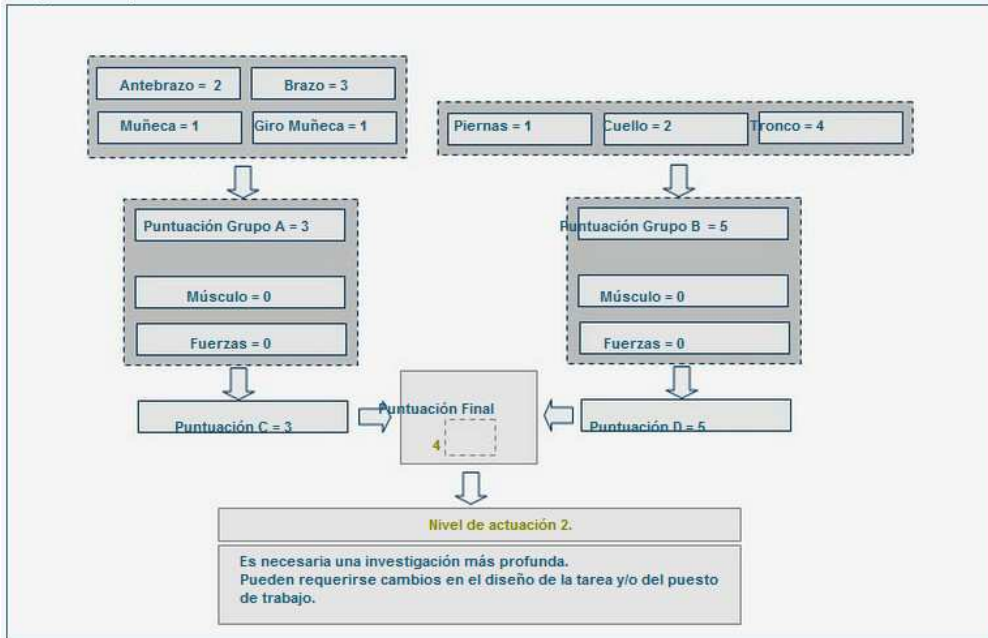 Antebrazo = 2
Brazo = 3
Muñeca = 1
Giro Muñeca = 1
Piernas = 1
Cuello = 2
Tronco = 4
Puntuación Grupo A = 3
Músculo = 0
Fuerzas = 0
Puntuación Grupo B = 5
Músculo = 0
Fuerzas = 0
Puntuación C = 3
Puntuación Final
4
Puntuación D = 5
Nivel de actuación 2.
Es necesaria una investigación más profunda.
Pueden requerirse cambios en el diseño de la tarea y/o del puesto
de trabajo.